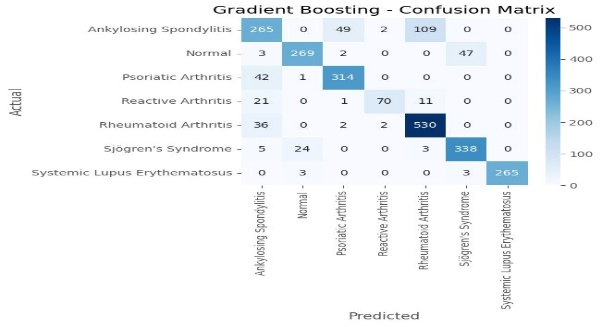 Gradient Boosting - Confusion Matrix
Actual
Ankylosing Spondylitis 265 0 49 2 109 0 0
Normal 3 269 2 0 0 47 0
Psoriatic Arthritis 42 1 314 0 0 0 0
Reactive Arthritis 21 0 1 70 11 0 0
Rheumatoid Arthritis 36 0 2 2 530 0 0
Sjögren's Syndrome 5 24 0 0 3 338 0
Systemic Lupus Erythematosus 0 3 0 0 0 3 265
500
400
300
200
100
0
Ankylosing Spondylitis
Normal
Psoriatic Arthritis
Reactive Arthritis
Rheumatoid Arthritis
Sjögren's Syndrome
Systemic Lupus Erythematosus
Predicted